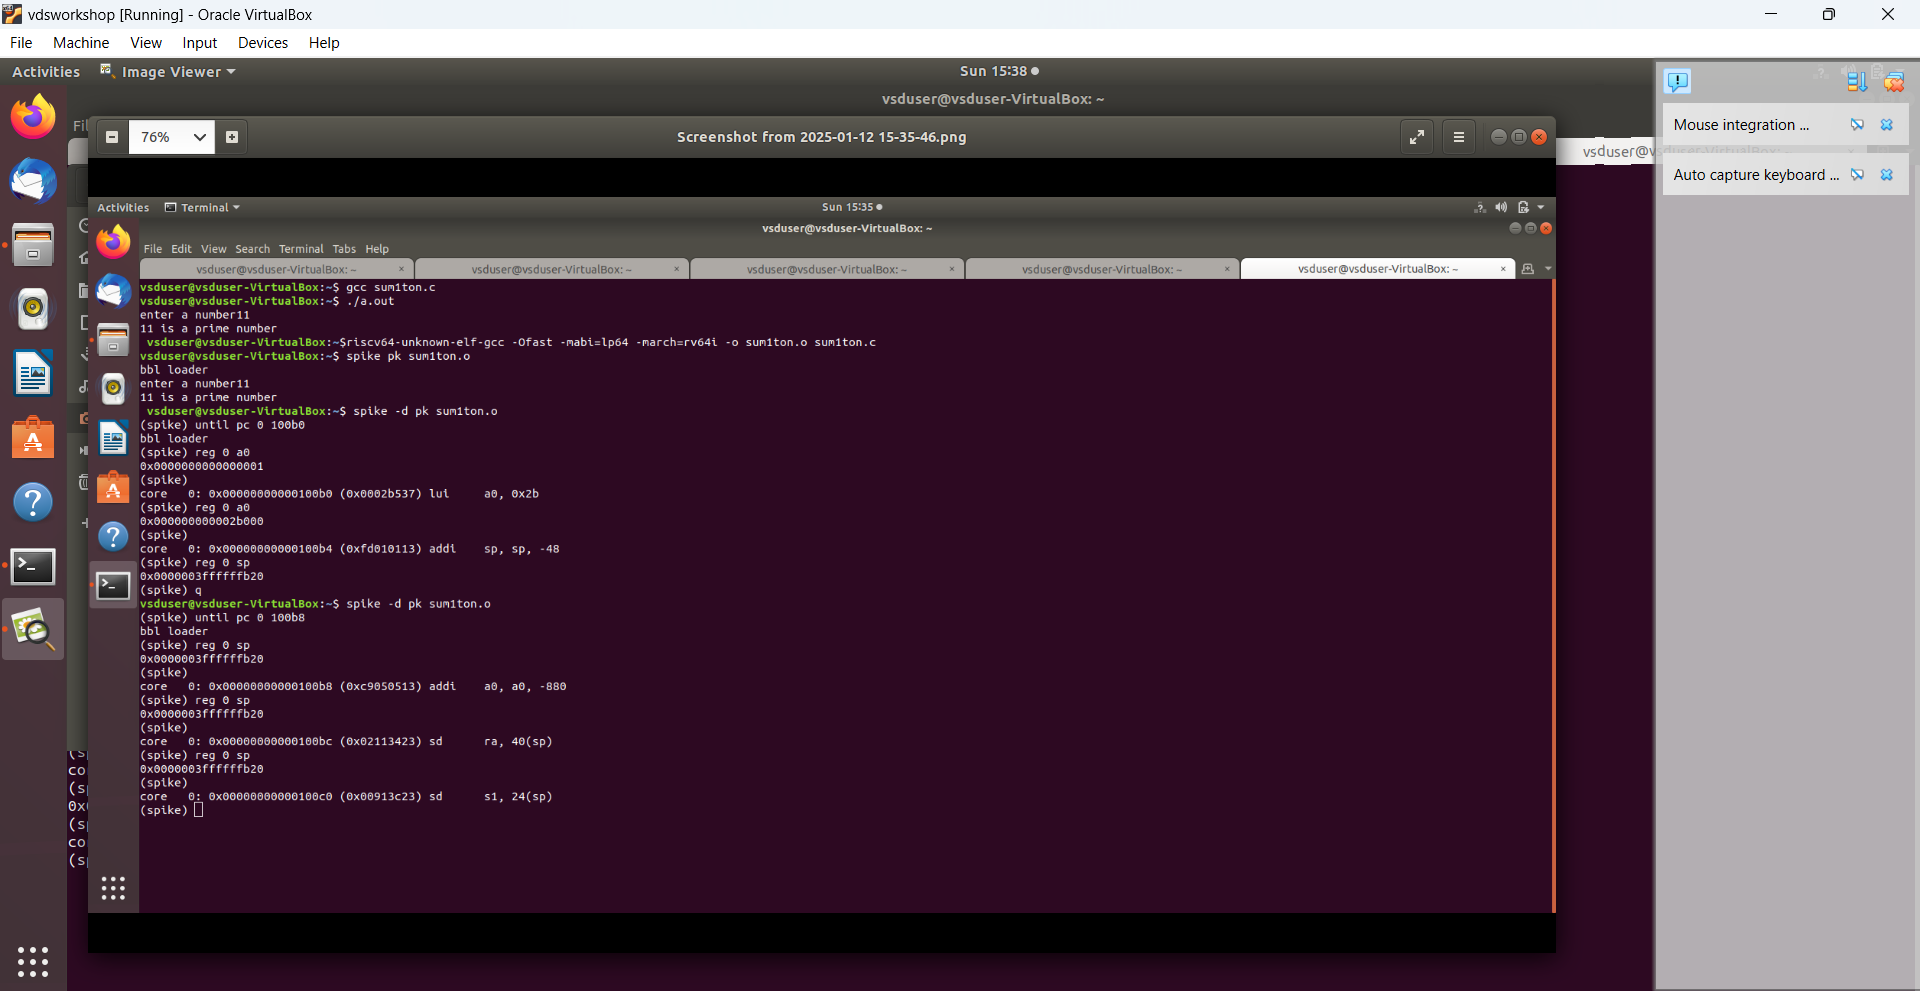 vdsworkshop [Running] - Oracle VirtualBox
File Machine View Input Devices Help
Activities Image Viewer Sun 15:38
vsduser@vsduser-VirtualBox: ~
76% Screenshot from 2025-01-12 15-35-46.png
vsduser@v
Mouse integration ...
Auto capture keyboard ...
Activities Terminal Sun 15:35
vsduser@vsduser-VirtualBox: ~
File Edit View Search Terminal Tabs Help
vsduser@vsduser-VirtualBox: ~ × vsduser@vsduser-VirtualBox: ~ × vsduser@vsduser-VirtualBox: ~ × vsduser@vsduser-VirtualBox: ~ × vsduser@vsduser-VirtualBox: ~ ×
vsduser@vsduser-VirtualBox:~$ gcc sum1ton.c
vsduser@vsduser-VirtualBox:~$ ./a.out
enter a number11
11 is a prime number
vsduser@vsduser-VirtualBox:~$riscv64-unknown-elf-gcc -Ofast -mabi=lp64 -march=rv64i -o sum1ton.o sum1ton.c
vsduser@vsduser-VirtualBox:~$ spike pk sum1ton.o
bbl loader
enter a number11
11 is a prime number
vsduser@vsduser-VirtualBox:~$ spike -d pk sum1ton.o
(spike) until pc 0 100b0
bbl loader
(spike) reg 0 a0
0x0000000000000001
(spike)
core 0: 0x00000000000100b0 (0x0002b537) lui a0, 0x2b
(spike) reg 0 a0
0x000000000002b000
(spike)
core 0: 0x00000000000100b4 (0xfd010113) addi sp, sp, -48
(spike) reg 0 sp
0x0000003ffffffb20
(spike) q
vsduser@vsduser-VirtualBox:~$ spike -d pk sum1ton.o
(spike) until pc 0 100b8
bbl loader
(spike) reg 0 sp
0x0000003ffffffb20
(spike)
core 0: 0x00000000000100b8 (0xc9050513) addi a0, a0, -880
(spike) reg 0 sp
0x0000003ffffffb20
(spike)
core 0: 0x00000000000100bc (0x02113423) sd ra, 40(sp)
(spike) reg 0 sp
0x0000003ffffffb20
(spike)
core 0: 0x00000000000100c0 (0x00913c23) sd s1, 24(sp)
(spike)